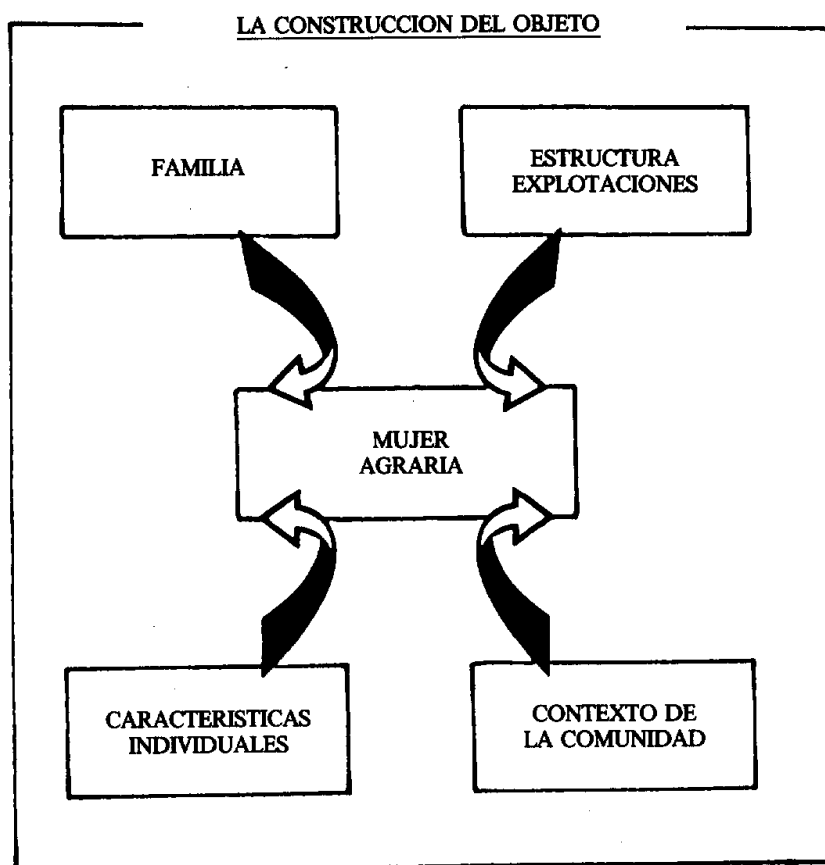 LA CONSTRUCCION DEL OBJETO
FAMILIA
ESTRUCTURA
EXPLOTACIONES
MUJER
AGRARIA
CARACTERISTICAS
INDIVIDUALES
CONTEXTO DE
LA COMUNIDAD